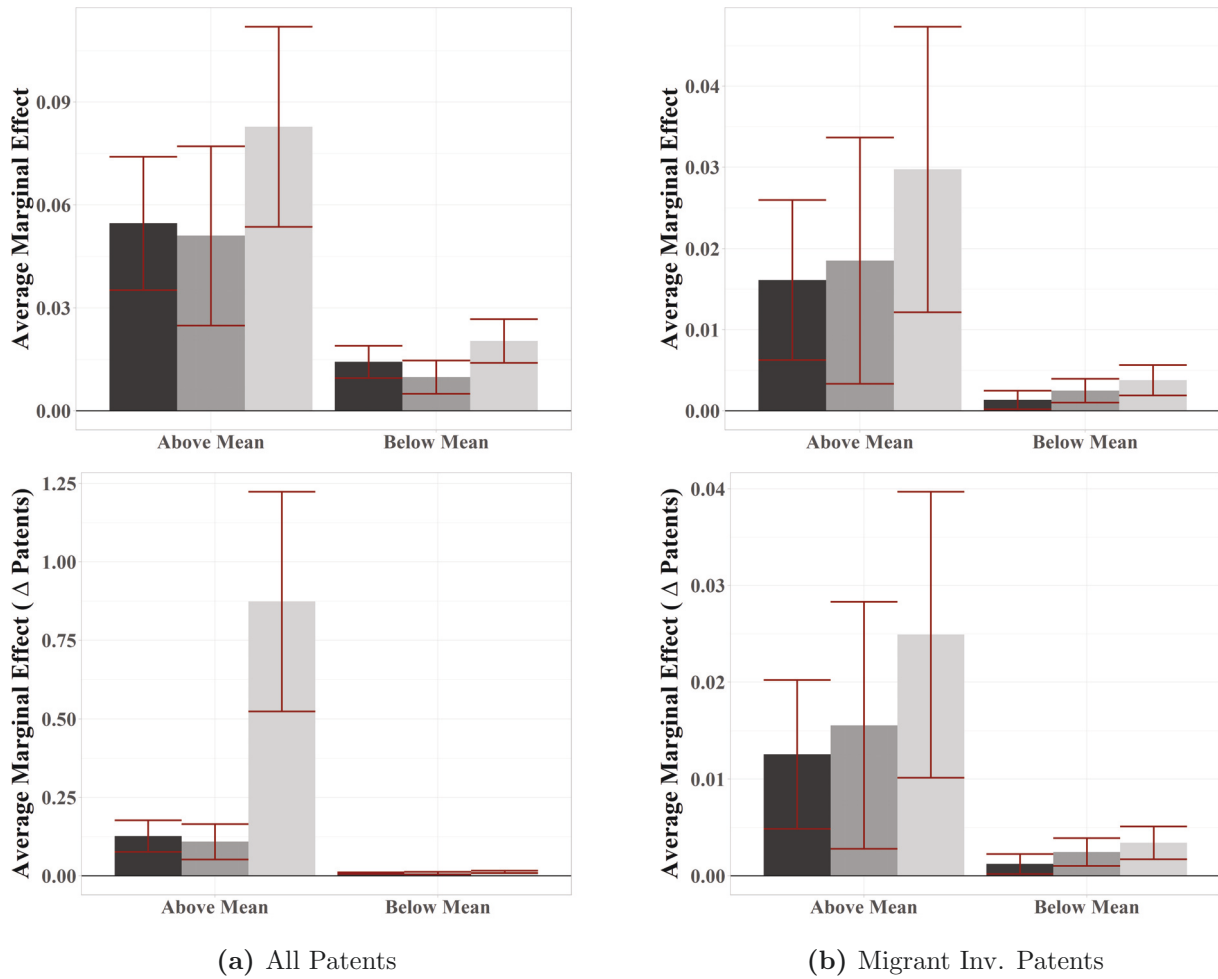 Average Marginal Effect
0.09
0.06
0.03
0.00
Above Mean Below Mean
Average Marginal Effect
0.04
0.03
0.02
0.01
0.00
Above Mean Below Mean
Average Marginal Effect ( Δ Patents)
1.25
1.00
0.75
0.50
0.25
0.00
Above Mean Below Mean
(a) All Patents
Average Marginal Effect ( Δ Patents)
0.04
0.03
0.02
0.01
0.00
Above Mean Below Mean
(b) Migrant Inv. Patents